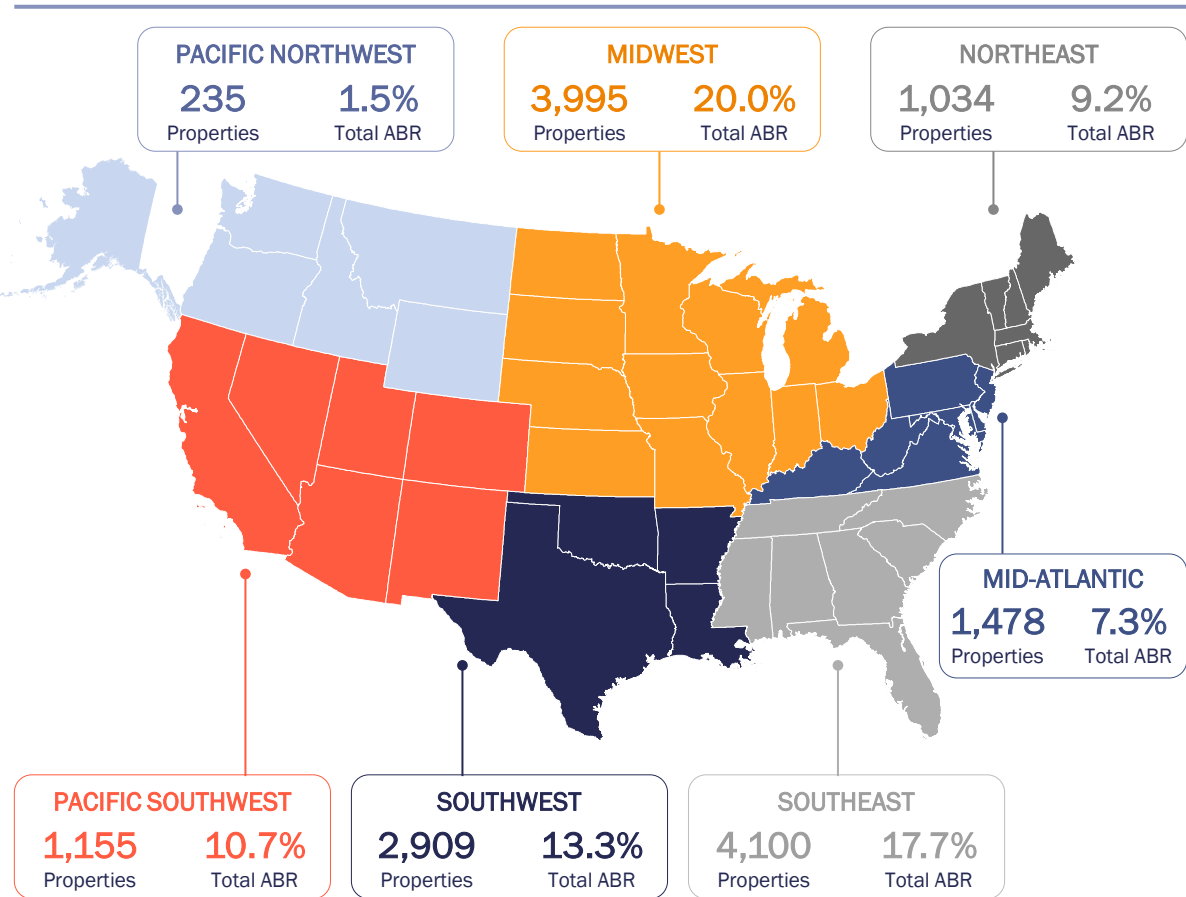 PACIFIC NORTHWEST
235 1.5%
Properties Total ABR
MIDWEST
3,995 20.0%
Properties Total ABR
NORTHEAST
1,034 9.2%
Properties Total ABR
MID-ATLANTIC
1,478 7.3%
Properties Total ABR
PACIFIC SOUTHWEST
1,155 10.7%
Properties Total ABR
SOUTHWEST
2,909 13.3%
Properties Total ABR
SOUTHEAST
4,100 17.7%
Properties Total ABR